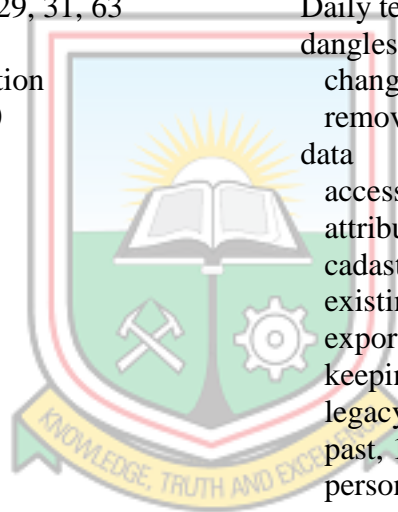 29, 31, 63
tion
)
Daily te
dangles
chang
remov
data
access
attribu
cadast
existin
expor
keepin
legacy
past, 1
person
KNOWLEDGE, TRUTH AND EXCELLENCE